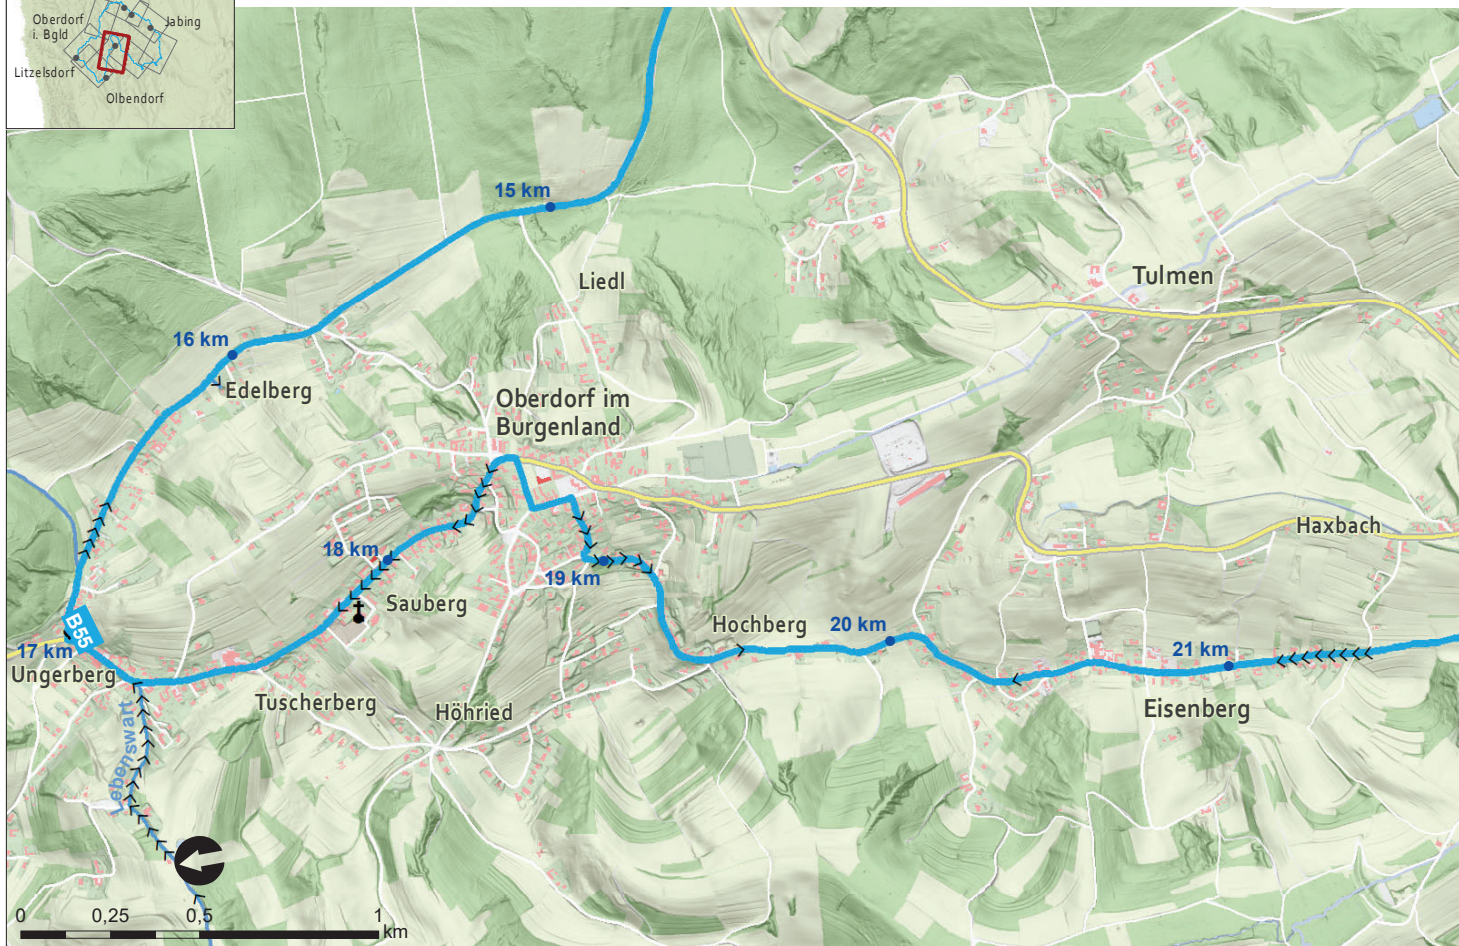 Oberdorf
i. Bgld
Jabing
Litzelsdorf
Olbendorf
15 km
Liedl
Tulmen
16 km
Edelberg
Oberdorf im
Burgenland
Haxbach
18 km
19 km
Sauberg
B55
17 km
Ungerberg
Hochberg
20 km
21 km
Tuscherberg
Höhried
Eisenberg
Lebenswart
0
0,25
0,5
1
km